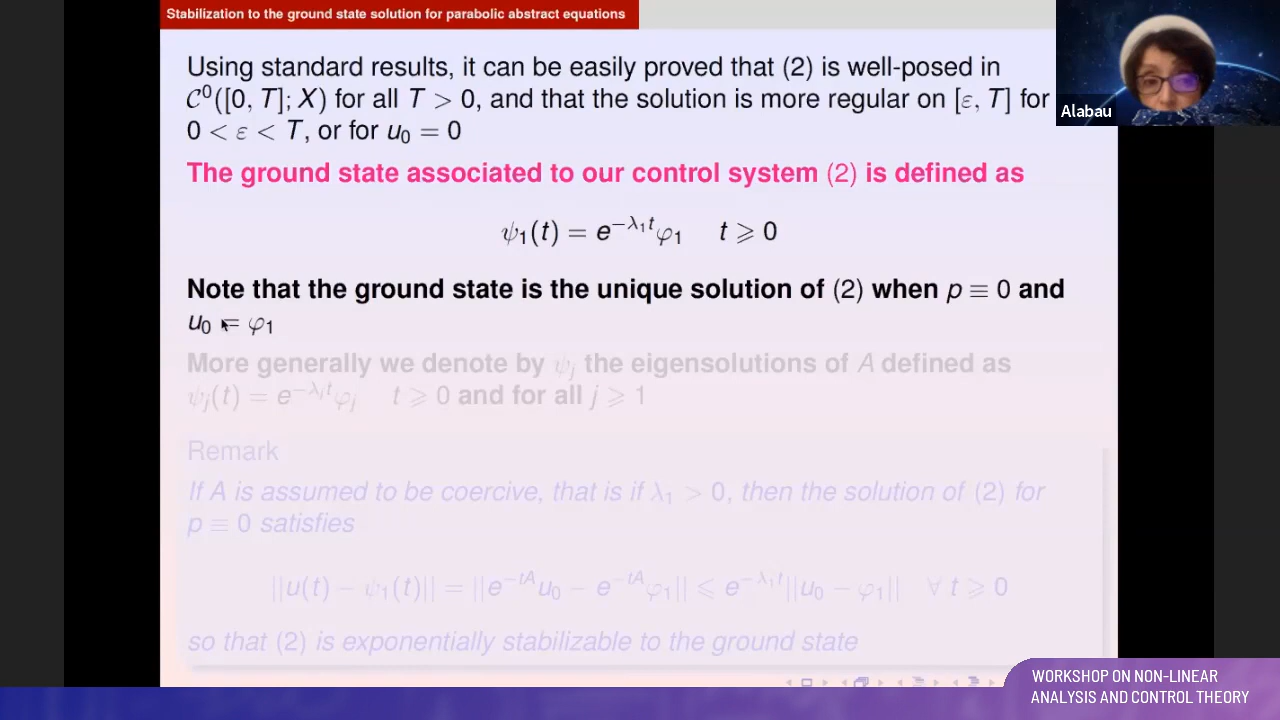 Stabilization to the ground state solution for parabolic abstract equations
Using standard results, it can be easily proved that (2) is well-posed in
𝒞⁰([0, T]; X) for all T > 0, and that the solution is more regular on [ε, T] for
0 < ε < T, or for u₀ = 0
The ground state associated to our control system (2) is defined as
ψ₁(t) = e^{−λ₁t}φ₁ t ⩾ 0
Note that the ground state is the unique solution of (2) when p ≡ 0 and
u₀ = φ₁
More generally we denote by ψⱼ the eigensolutions of A defined as
ψⱼ(t) = e^{−λⱼt}φⱼ t ⩾ 0 and for all j ⩾ 1
Remark
If A is assumed to be coercive, that is if λ₁ > 0, then the solution of (2) for
p ≡ 0 satisfies
||u(t) − ψ₁(t)|| = ||e^{−tA}u₀ − e^{−tA}φ₁|| ⩽ e^{−λ₁t}||u₀ − φ₁|| ∀ t ⩾ 0
so that (2) is exponentially stabilizable to the ground state
Alabau
WORKSHOP ON NON-LINEAR
ANALYSIS AND CONTROL THEORY